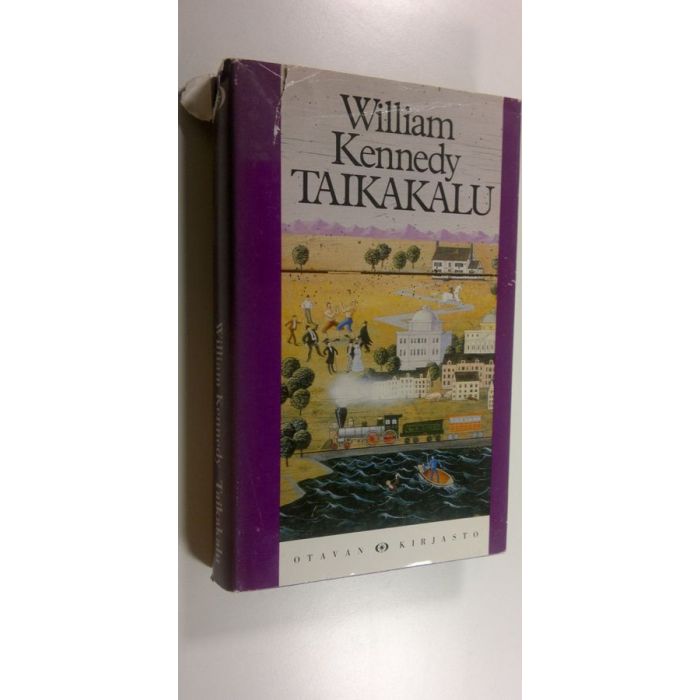 William
Kennedy
TAIKAKALU
OTAVAN KIRJASTO
William Kennedy Taikakalu